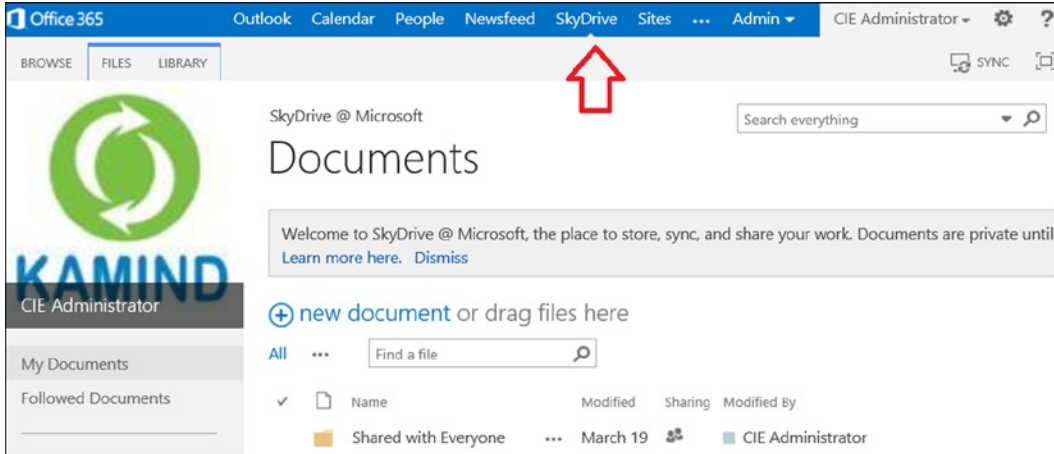 Office 365 Outlook Calendar People Newsfeed SkyDrive Sites ... Admin CIE Administrator ?
BROWSE FILES LIBRARY SYNC
SkyDrive @ Microsoft Search everything
Documents
Welcome to SkyDrive @ Microsoft, the place to store, sync, and share your work. Documents are private until
Learn more here. Dismiss
KAMIND
CIE Administrator
new document or drag files here
All ... Find a file
My Documents
Followed Documents
Name Modified Sharing Modified By
Shared with Everyone ... March 19 CIE Administrator